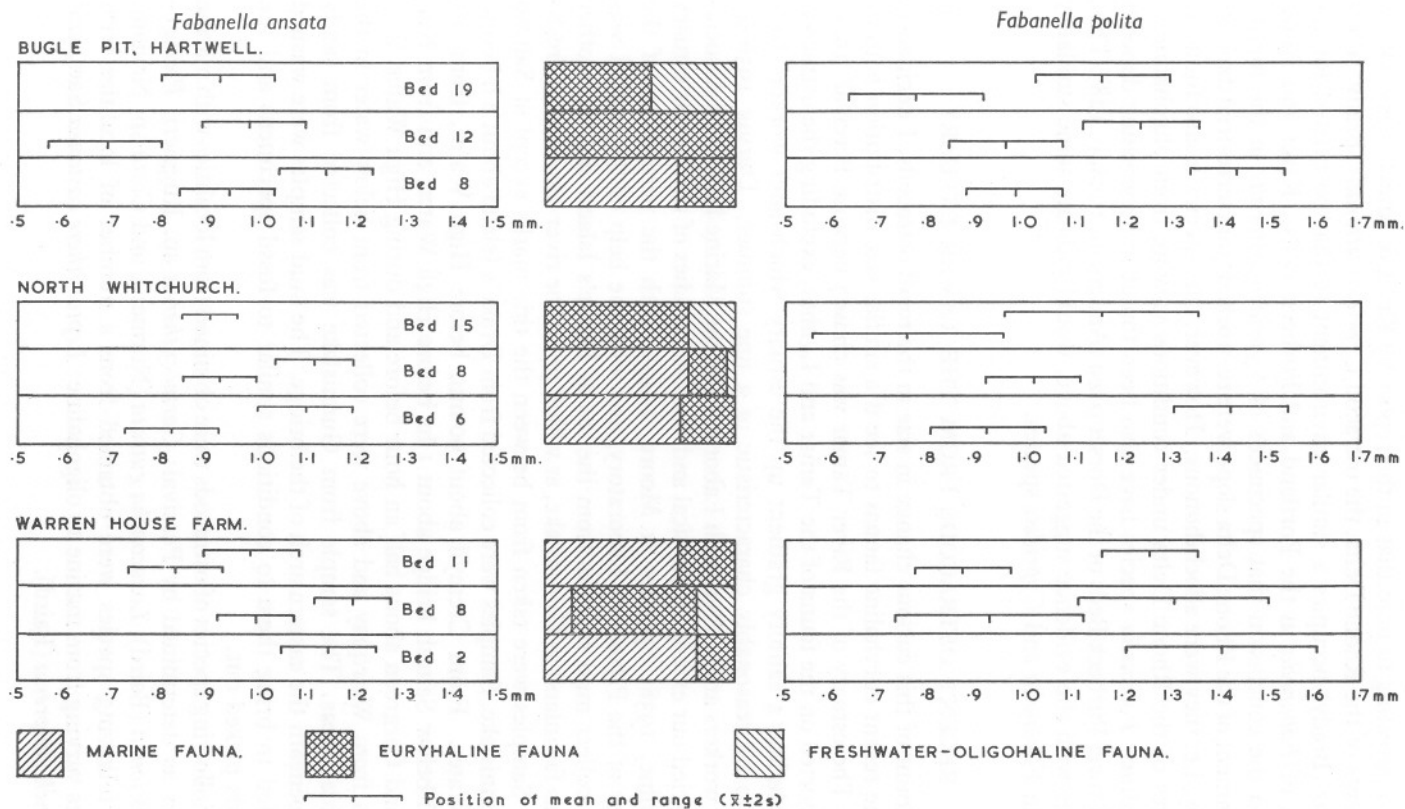 Fabanella ansata
Fabanella polita
BUGLE PIT, HARTWELL.
Bed 19
Bed 12
Bed 8
.5 .6 .7 .8 .9 1.0 1.1 1.2 1.3 1.4 1.5 mm.
.5 .6 .7 .8 .9 1.0 1.1 1.2 1.3 1.4 1.5 1.6 1.7 mm.
NORTH WHITCHURCH.
Bed 15
Bed 8
Bed 6
.5 .6 .7 .8 .9 1.0 1.1 1.2 1.3 1.4 1.5 mm.
.5 .6 .7 .8 .9 1.0 1.1 1.2 1.3 1.4 1.5 1.6 1.7 mm.
WARREN HOUSE FARM.
Bed 11
Bed 8
Bed 2
.5 .6 .7 .8 .9 1.0 1.1 1.2 1.3 1.4 1.5 mm.
.5 .6 .7 .8 .9 1.0 1.1 1.2 1.3 1.4 1.5 1.6 1.7 mm.
MARINE FAUNA.
EURYHALINE FAUNA
FRESHWATER-OLIGOHALINE FAUNA.
Position of mean and range (x̄±2s)